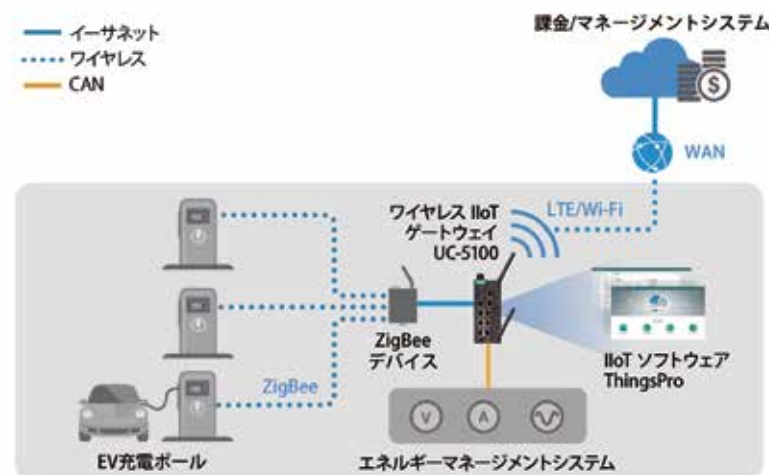 イーサネット
ワイヤレス
CAN
課金/マネージメントシステム
$
WAN
LTE/Wi-Fi
ワイヤレス IIoT
ゲートウェイ
UC-5100
ZigBee
デバイス
ZigBee
IIoT ソフトウェア
ThingsPro
V
A
EV充電ポール
エネルギーマネージメントシステム